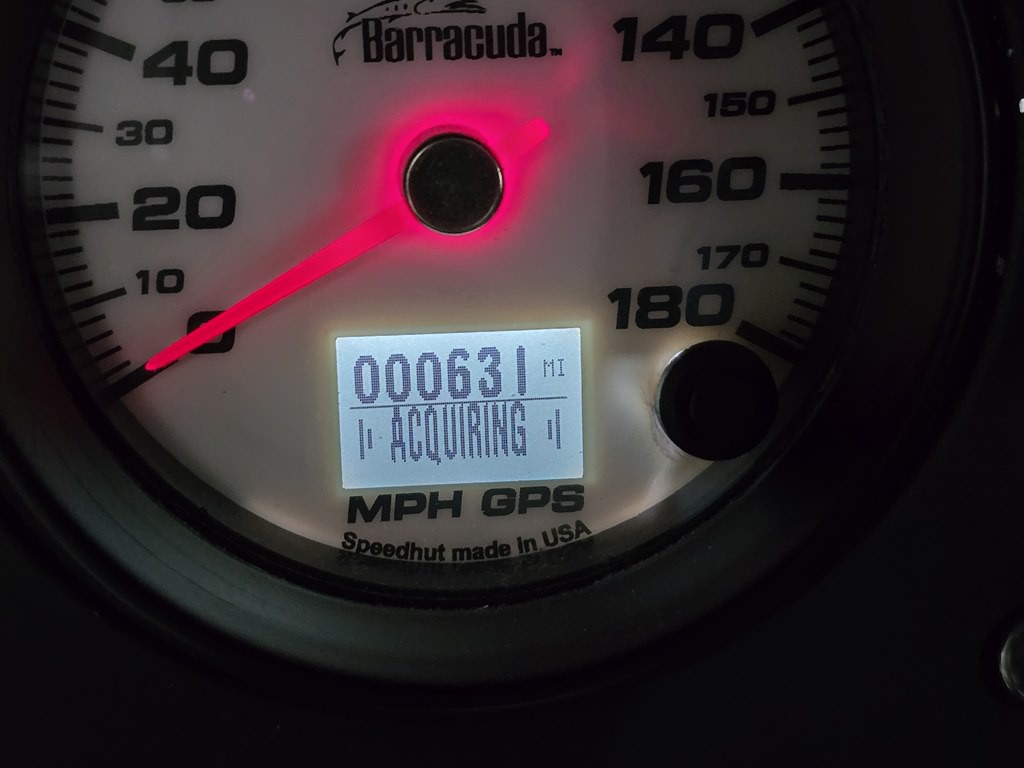 Barracuda™
40
30
20
10
0
140
150
160
170
180
000631 MI
ACQUIRING
MPH GPS
Speedhut made in USA